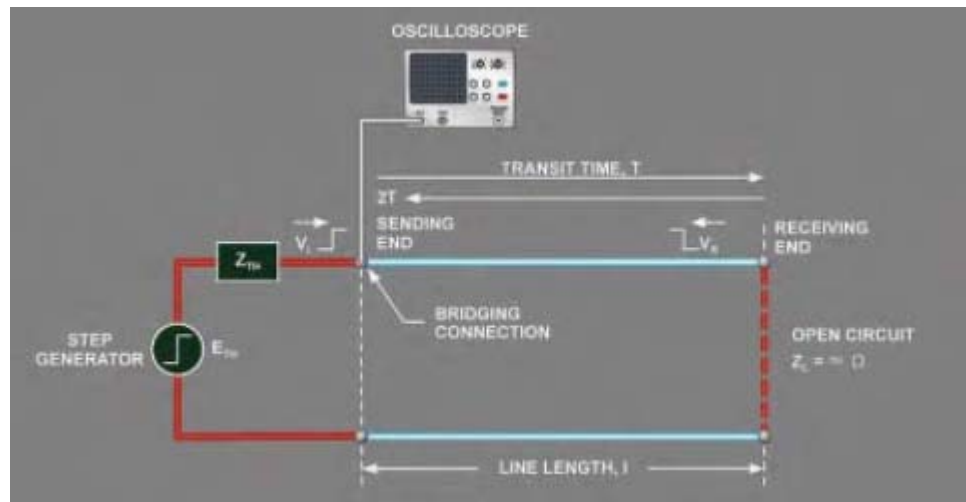 OSCILLOSCOPE
TRANSIT TIME, T
2T
SENDING
END
RECEIVING
END
V
V
Z
BRIDGING
CONNECTION
STEP
GENERATOR
E
OPEN CIRCUIT
Z = ∞ Ω
LINE LENGTH, l